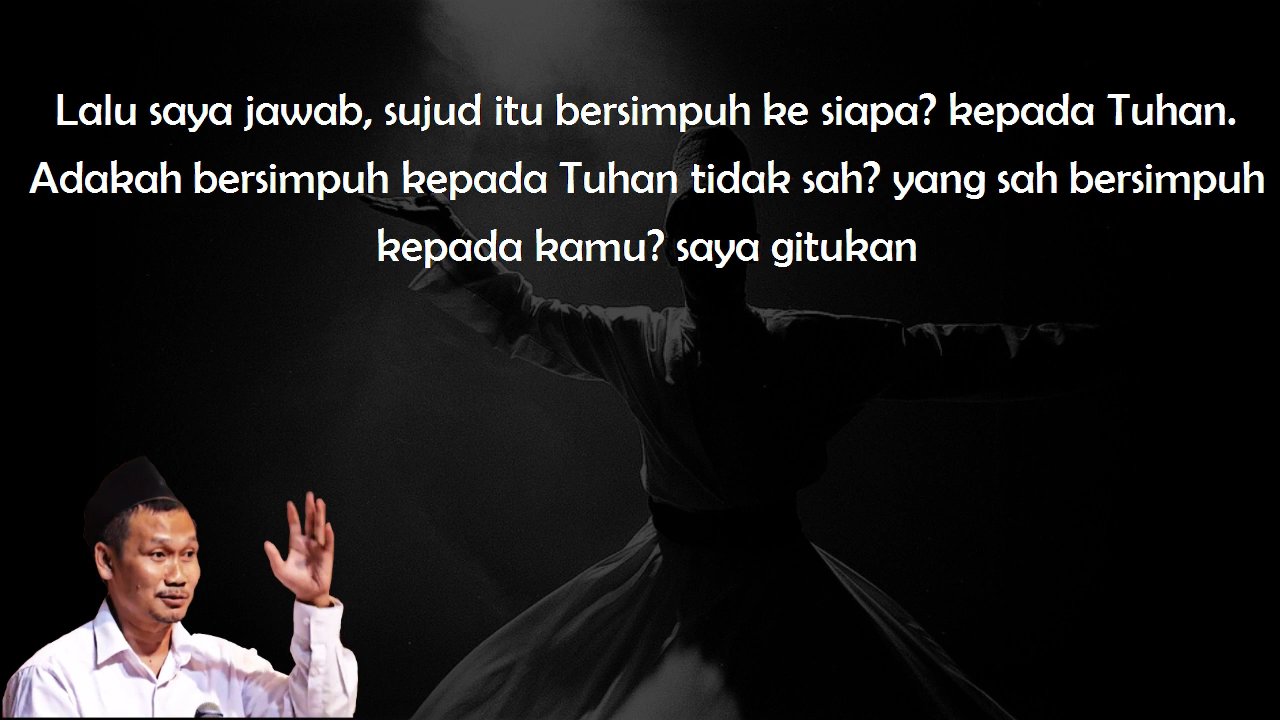 Lalu saya jawab, sujud itu bersimpuh ke siapa? kepada Tuhan.
Adakah bersimpuh kepada Tuhan tidak sah? yang sah bersimpuh
kepada kamu? saya gitukan